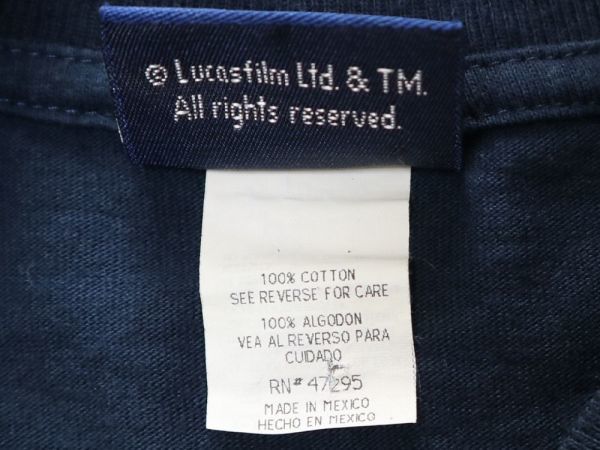 © Lucasfilm Ltd. & TM.
All rights reserved.
100% COTTON
SEE REVERSE FOR CARE
100% ALGODON
VEA AL REVERSO PARA
CUIDADO
RN# 47295
MADE IN MEXICO
HECHO EN MEXICO